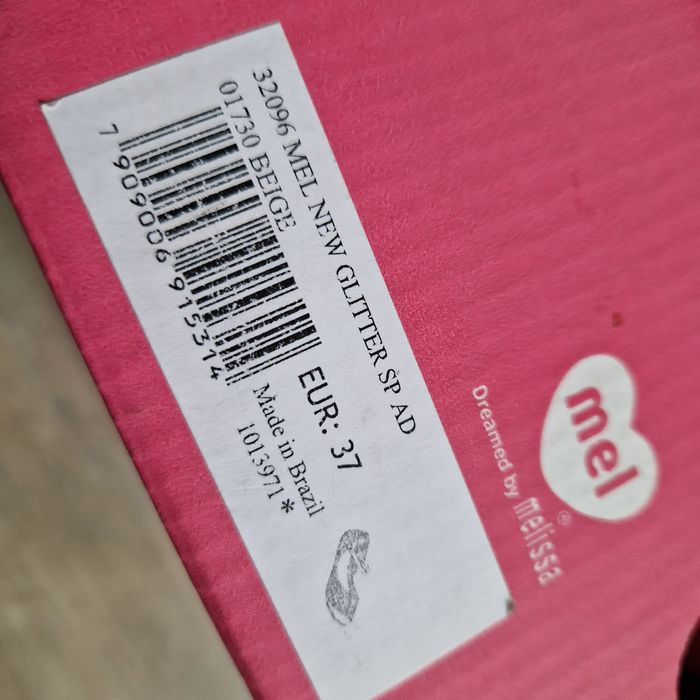 32096 MEL NEW GLITTER SP AD
01730 BEIGE
7 909006 915314
EUR: 37
Made in Brazil
1013971*
mel
®
Dreamed by melissa